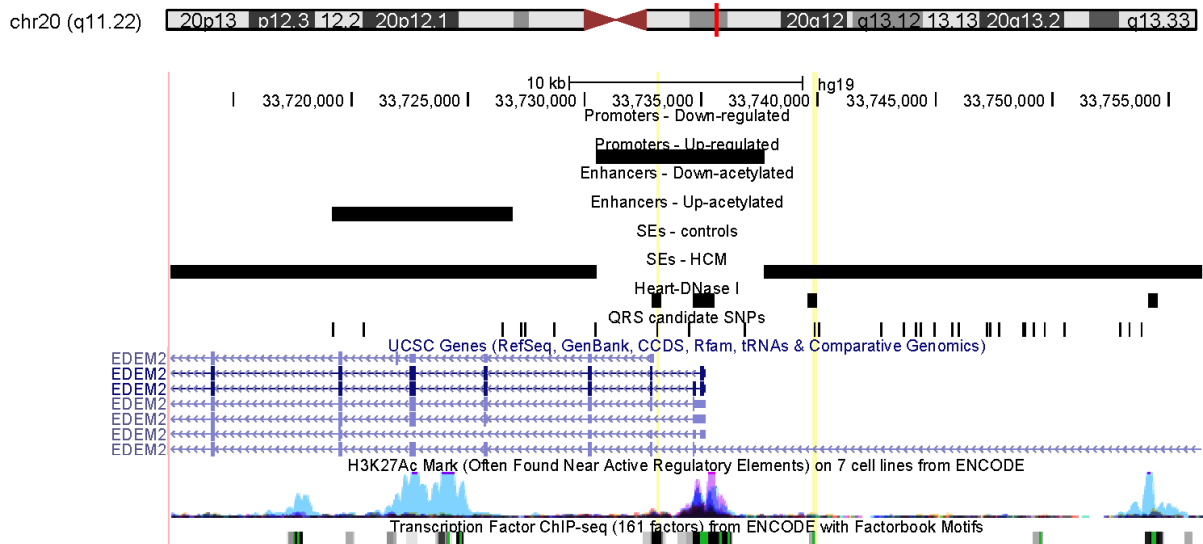 chr20 (q11.22) 20p13 p12.3 12.2 20p12.1 20q12 q13.12 13.13 20q13.2 q13.33
10 kb hg19
33,720,000 33,725,000 33,730,000 33,735,000 33,740,000 33,745,000 33,750,000 33,755,000
Promoters - Down-regulated
Promoters - Up-regulated
Enhancers - Down-acetylated
Enhancers - Up-acetylated
SEs - controls
SEs - HCM
Heart-DNase I
QRS candidate SNPs
UCSC Genes (RefSeq, GenBank, CCDS, Rfam, tRNAs & Comparative Genomics)
EDEM2
EDEM2
EDEM2
EDEM2
EDEM2
EDEM2
EDEM2
H3K27Ac Mark (Often Found Near Active Regulatory Elements) on 7 cell lines from ENCODE
Transcription Factor ChIP-seq (161 factors) from ENCODE with Factorbook Motifs